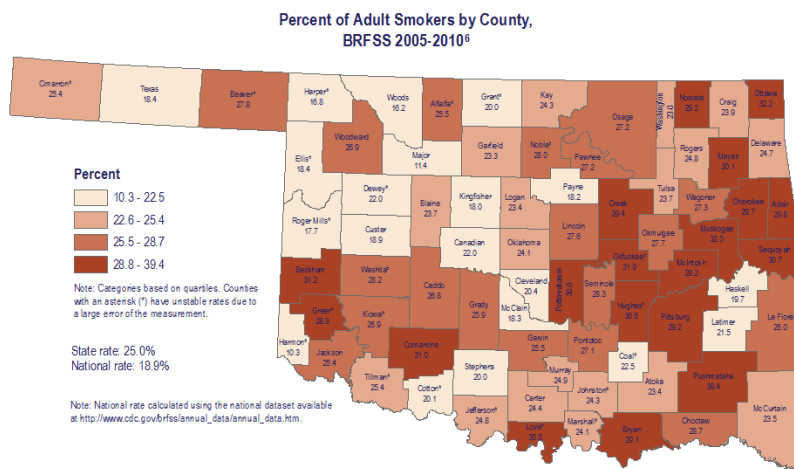 Percent of Adult Smokers by County,
BRFSS 2005-2010⁶
Cimarron*
25.4
Texas
18.4
Beaver*
27.8
Harper*
16.8
Woods
16.2
Alfalfa*
25.5
Grant*
20.0
Kay
24.3
Osage
27.2
Washington
23.0
Nowata
29.2
Craig
23.9
Ottawa
32.2
Woodward
26.9
Ellis*
18.4
Major
11.4
Garfield
23.3
Noble*
28.0
Pawnee
27.2
Rogers
24.8
Mayes
30.1
Delaware
24.7
Percent
10.3 - 22.5
22.6 - 25.4
25.5 - 28.7
28.8 - 39.4
Dewey*
22.0
Blaine
23.7
Kingfisher
18.0
Logan
23.4
Payne
18.2
Creek
29.4
Tulsa
23.7
Wagoner
27.3
Cherokee
29.7
Adair
29.8
Roger Mills*
17.7
Custer
18.9
Canadian
22.0
Oklahoma
24.1
Lincoln
27.6
Okmulgee
27.7
Muskogee
32.0
Sequoyah
30.7
Beckham
31.2
Washita*
28.2
Caddo
26.8
Grady
25.9
Cleveland
20.4
McClain
18.3
Pottawatomie
30.0
Seminole
28.3
Okfuskee*
31.9
McIntosh
29.2
Haskell
19.7
Note: Categories based on quartiles. Counties
with an asterisk (*) have unstable rates due to
a large error of the measurement.
Greer*
28.9
Kiowa*
26.9
Comanche
31.0
Garvin
25.5
Pontotoc
27.1
Hughes*
Pittsburg
29.2
Latimer
21.5
Le Flore
26.0
Harmon*
10.3
Jackson
25.4
Tillman*
25.4
Cotton*
20.1
Stephens
20.0
Murray
24.9
Johnston*
24.3
Coal*
22.5
Atoka
23.4
Pushmataha
39.4
McCurtain
23.5
State rate: 25.0%
National rate: 18.9%
Jefferson*
24.8
Carter
24.4
Love*
Marshall*
24.1
Bryan
29.1
Choctaw
28.7
Note: National rate calculated using the national dataset available
at http://www.cdc.gov/brfss/annual_data/annual_data.htm.